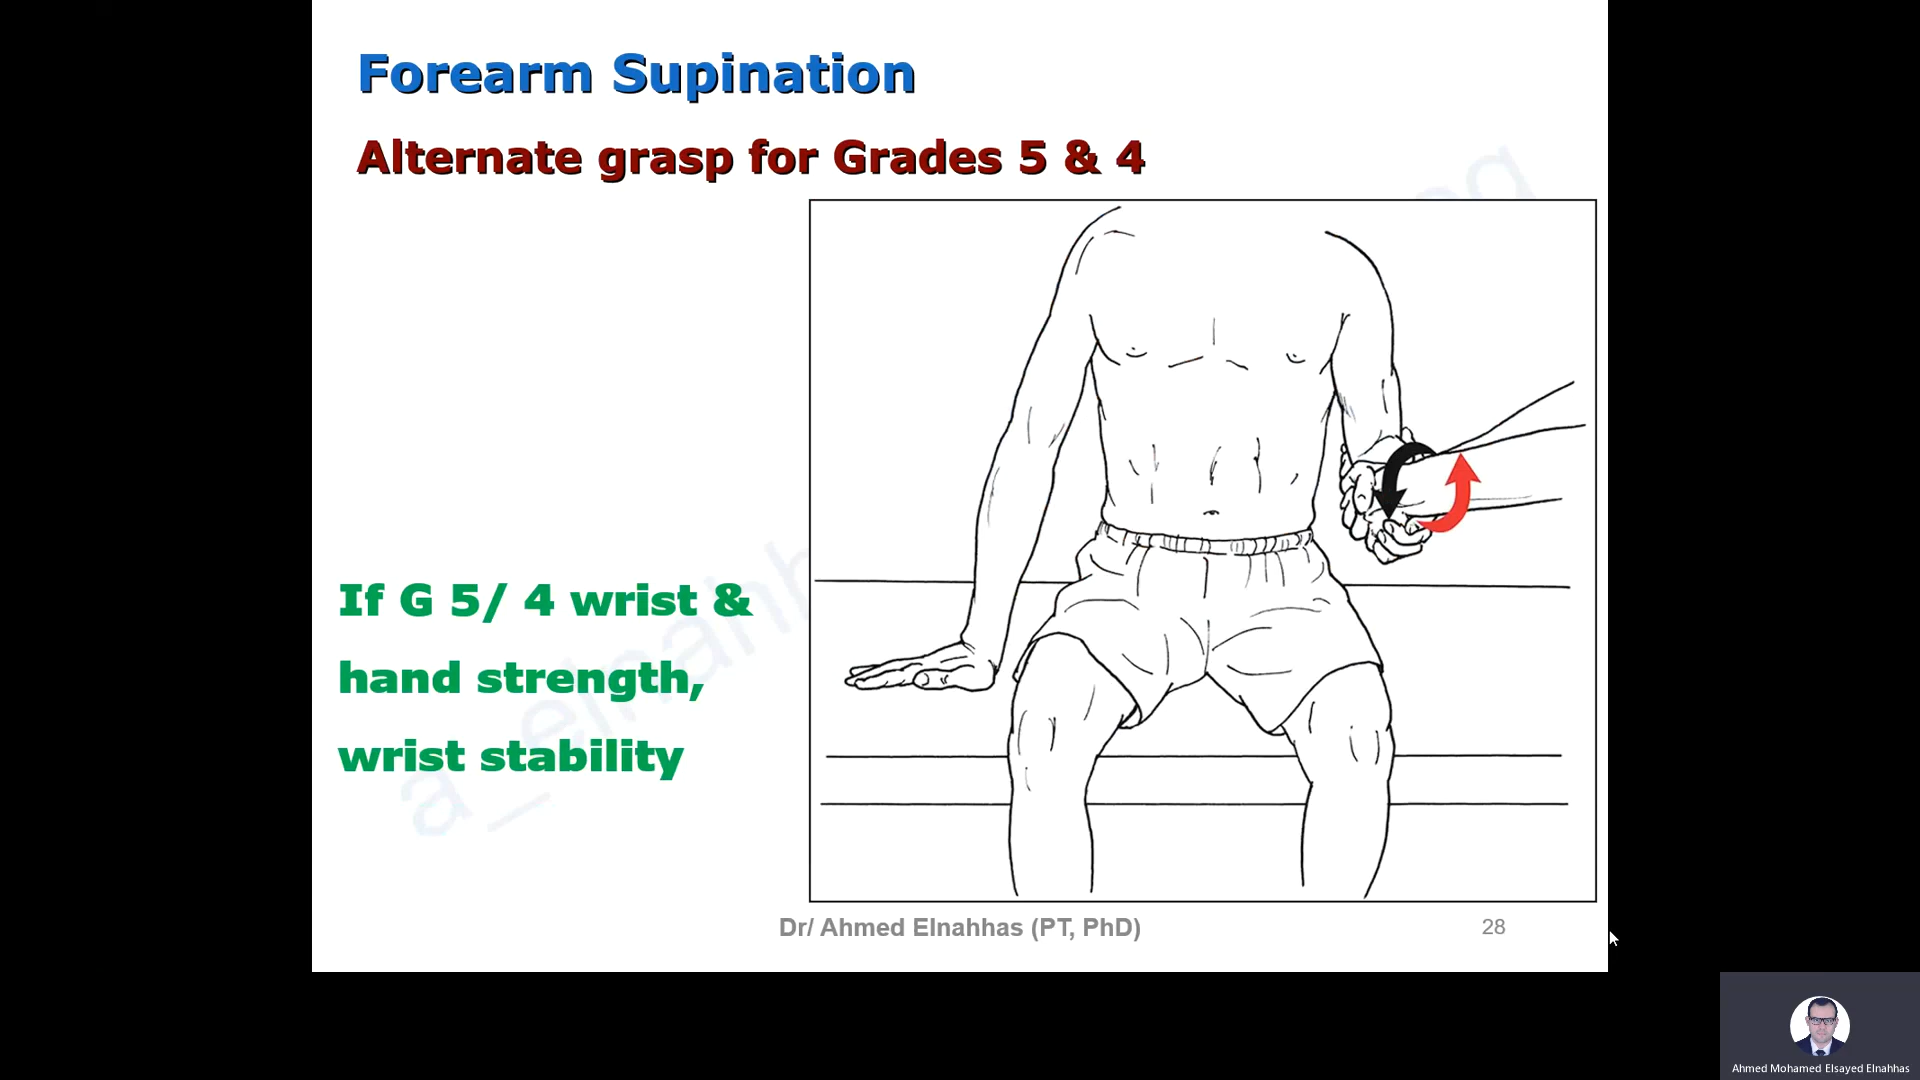 Forearm Supination
Alternate grasp for Grades 5 & 4
If G 5/ 4 wrist &
hand strength,
wrist stability
Dr/ Ahmed Elnahhas (PT, PhD)
28
Ahmed Mohamed Elsayed Elnahhas